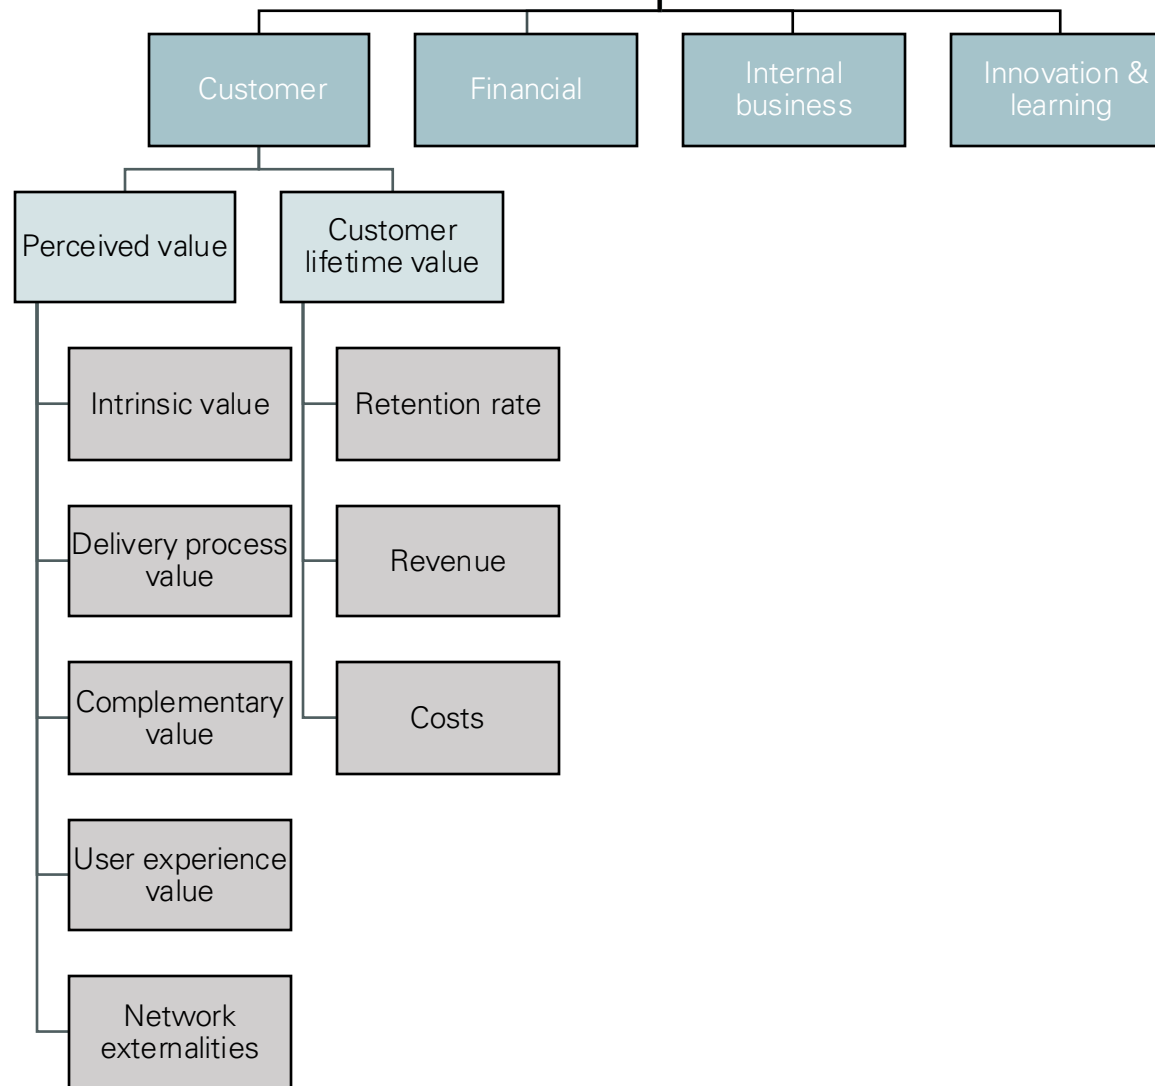 Customer
Financial
Internal
business
Innovation &
learning
Perceived value
Customer
lifetime value
Intrinsic value
Retention rate
Delivery process
value
Revenue
Complementary
value
Costs
User experience
value
Network
externalities